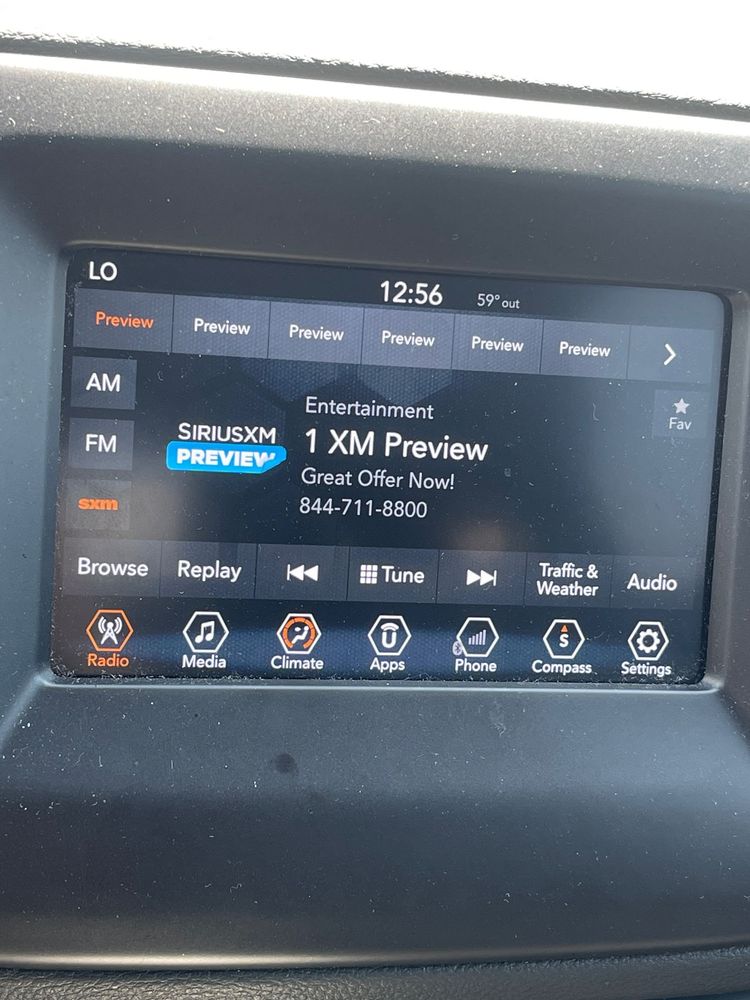 LO
12:56 59° out
Preview Preview Preview Preview Preview Preview
AM
FM
sxm
SIRIUSXM
PREVIEW
Entertainment
1 XM Preview
Great Offer Now!
844-711-8800
Fav
Browse Replay Tune Traffic & Weather Audio
Radio Media Climate Apps Phone Compass Settings
S